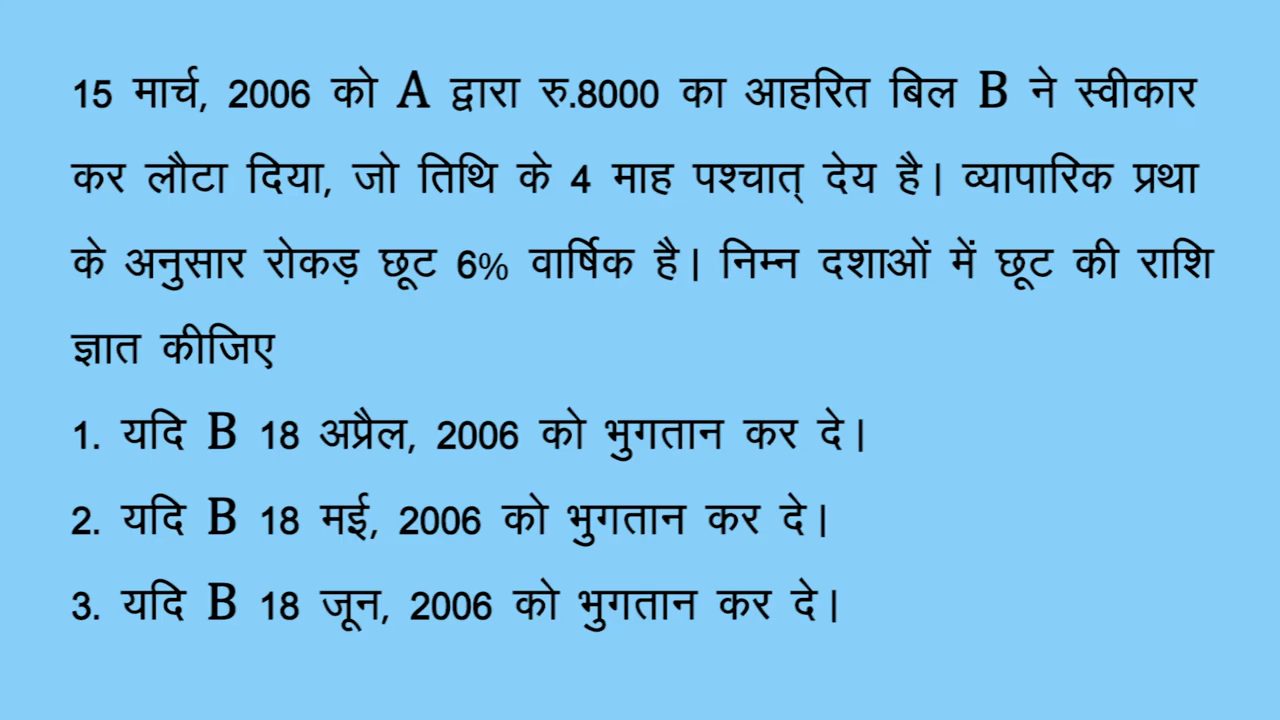 15 मार्च, 2006 को A द्वारा रु.8000 का आहरित बिल B ने स्वीकार
कर लौटा दिया, जो तिथि के 4 माह पश्चात् देय है। व्यापारिक प्रथा
के अनुसार रोकड़ छूट 6% वार्षिक है। निम्न दशाओं में छूट की राशि
ज्ञात कीजिए
1. यदि B 18 अप्रैल, 2006 को भुगतान कर दे।
2. यदि B 18 मई, 2006 को भुगतान कर दे।
3. यदि B 18 जून, 2006 को भुगतान कर दे।